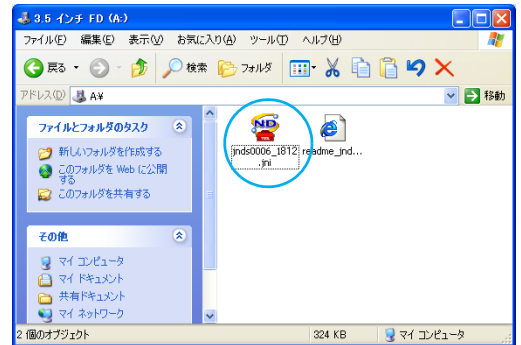 3.5 インチ FD (A:)
ファイル(F) 編集(E) 表示(V) お気に入り(A) ツール(T) ヘルプ(H)
戻る 検索 フォルダ
アドレス(D) A:¥ 移動
ファイルとフォルダのタスク
新しいフォルダを作成する
このフォルダを Web に公開
する
このフォルダを共有する
その他
マイ コンピュータ
マイ ドキュメント
共有ドキュメント
マイ ネットワーク
ND
jnds0006_1812
.jni
readme_jnd...
2 個のオブジェクト 324 KB マイ コンピュータ